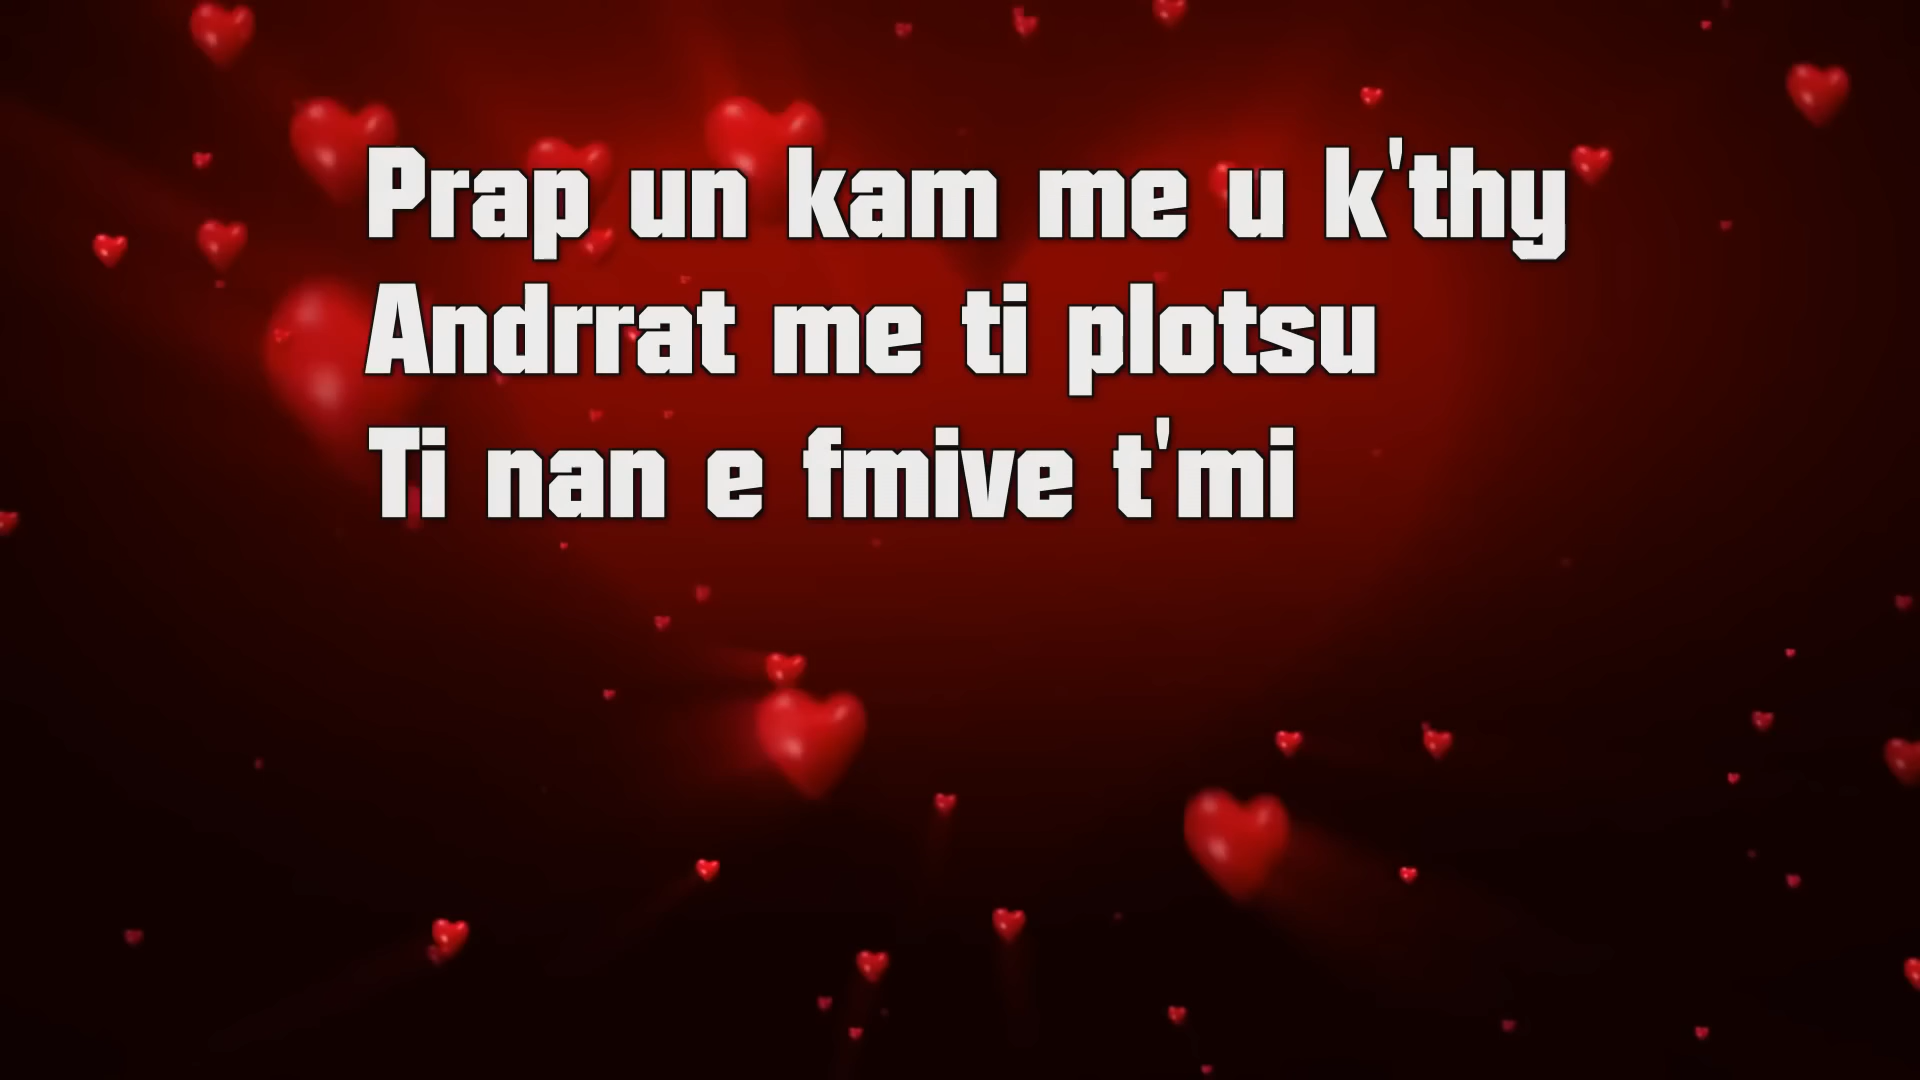 Prap un kam me u k'thy
Andrrat me ti plotsu
Ti nan e fmive t'mi